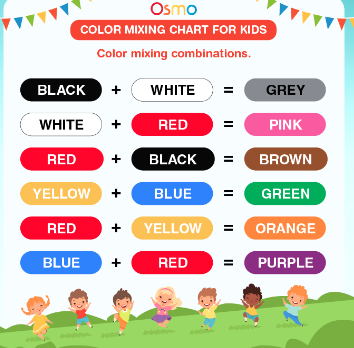 Osmo
COLOR MIXING CHART FOR KIDS
Color mixing combinations.
BLACK + WHITE = GREY
WHITE + RED = PINK
RED + BLACK = BROWN
YELLOW + BLUE = GREEN
RED + YELLOW = ORANGE
BLUE + RED = PURPLE